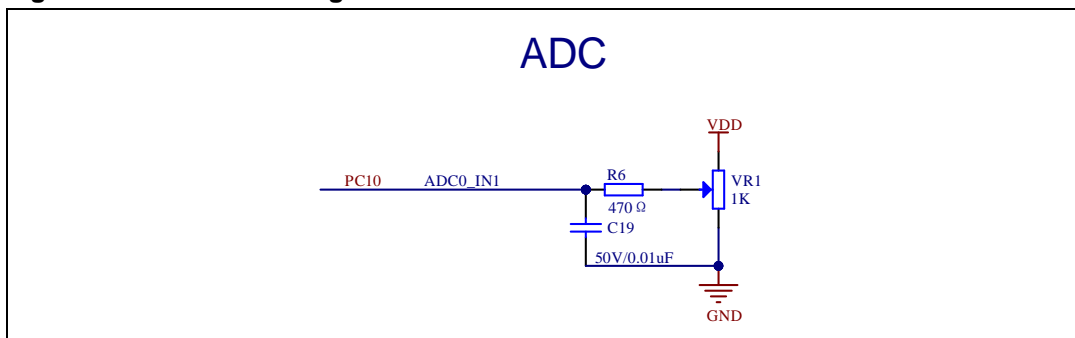 ADC
VDD
PC10 ADC0_IN1 R6 VR1
470 Ω 1K
C19
50V/0.01uF
GND